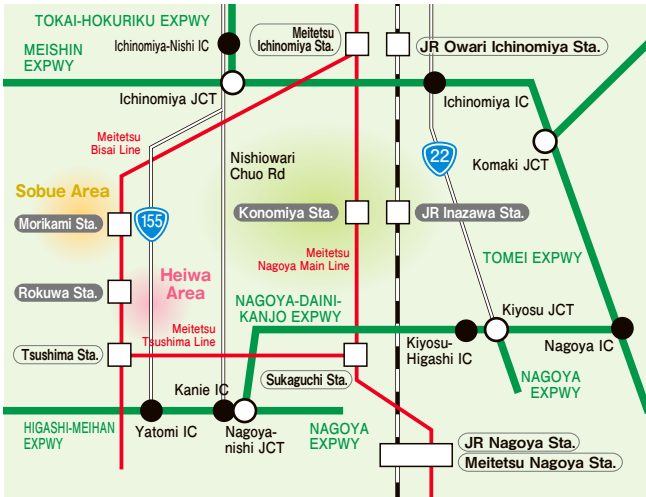 TOKAI-HOKURIKU EXPWY
Meitetsu
Ichinomiya Sta.
JR Owari Ichinomiya Sta.
Ichinomiya-Nishi IC
MEISHIN
EXPWY
Ichinomiya JCT
Ichinomiya IC
Meitetsu
Bisai Line
Nishiowari
Chuo Rd
22
Komaki JCT
Sobue Area
Morikami Sta.
155
Konomiya Sta.
JR Inazawa Sta.
Meitetsu
Nagoya Main Line
TOMEI EXPWY
Heiwa
Area
Rokuwa Sta.
NAGOYA-DAINI-
KANJO EXPWY
Kiyosu JCT
Meitetsu
Tsushima Line
Tsushima Sta.
Kiyosu-
Higashi IC
Nagoya IC
Sukaguchi Sta.
NAGOYA
EXPWY
Kanie IC
HIGASHI-MEIHAN
EXPWY
Yatomi IC
Nagoya-
nishi JCT
NAGOYA
EXPWY
JR Nagoya Sta.
Meitetsu Nagoya Sta.